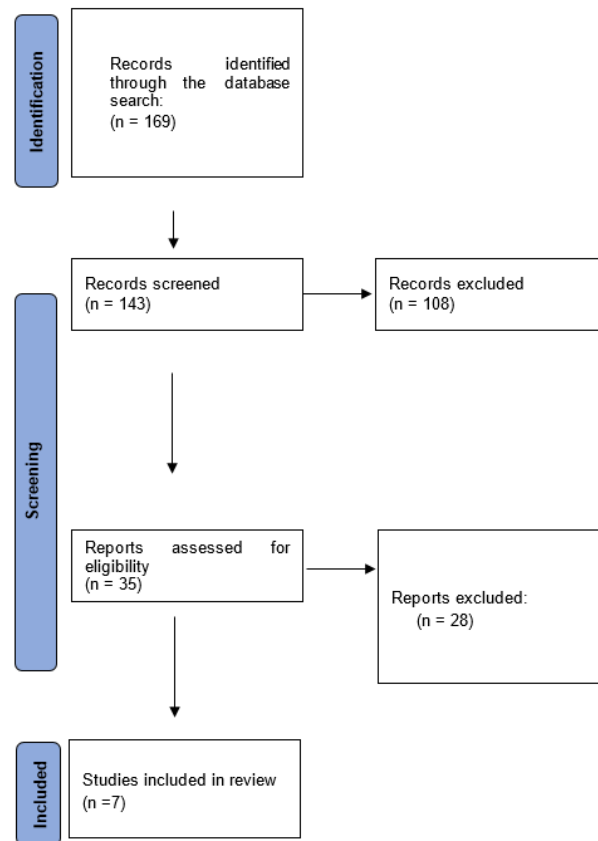 Identification
Records identified
through the database
search:
(n = 169)
Records screened
(n = 143)
Records excluded
(n = 108)
Screening
Reports assessed for
eligibility
(n = 35)
Reports excluded:
(n = 28)
Included
Studies included in review
(n =7)